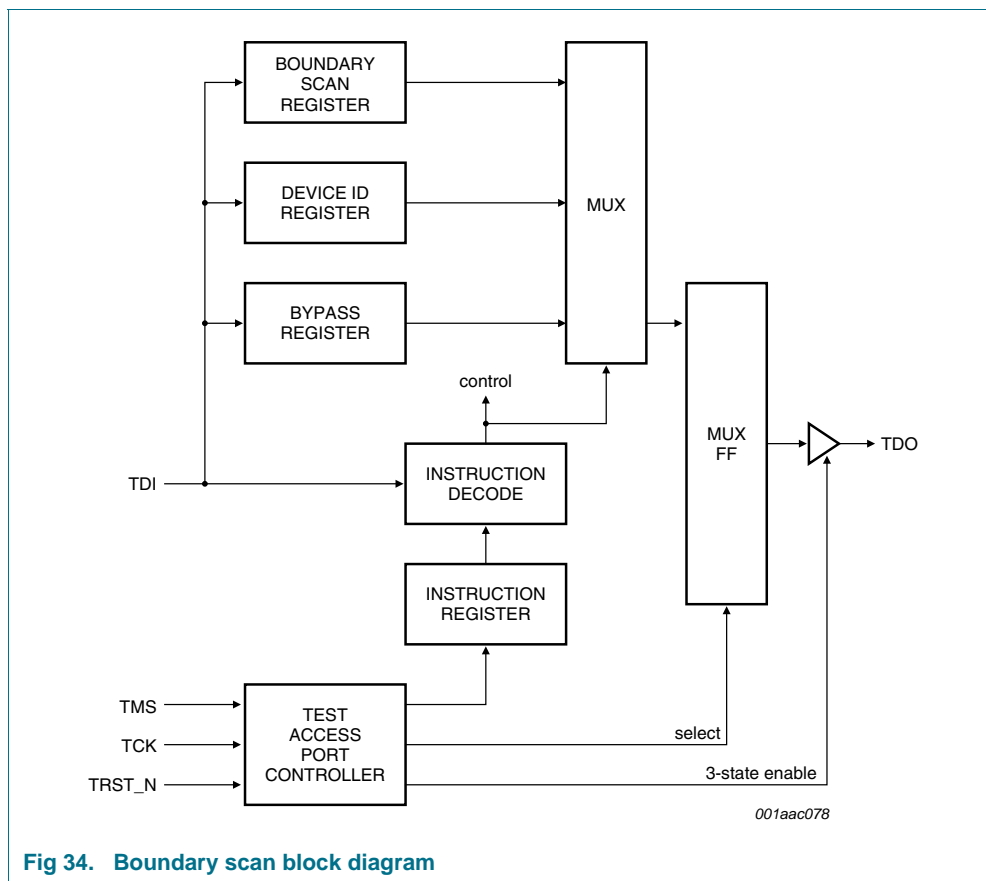 BOUNDARY
SCAN
REGISTER
DEVICE ID
REGISTER
MUX
BYPASS
REGISTER
control
MUX
FF
TDO
TDI
INSTRUCTION
DECODE
INSTRUCTION
REGISTER
TMS
TCK
TRST_N
TEST
ACCESS
PORT
CONTROLLER
select
3-state enable
001aac078
Fig 34. Boundary scan block diagram